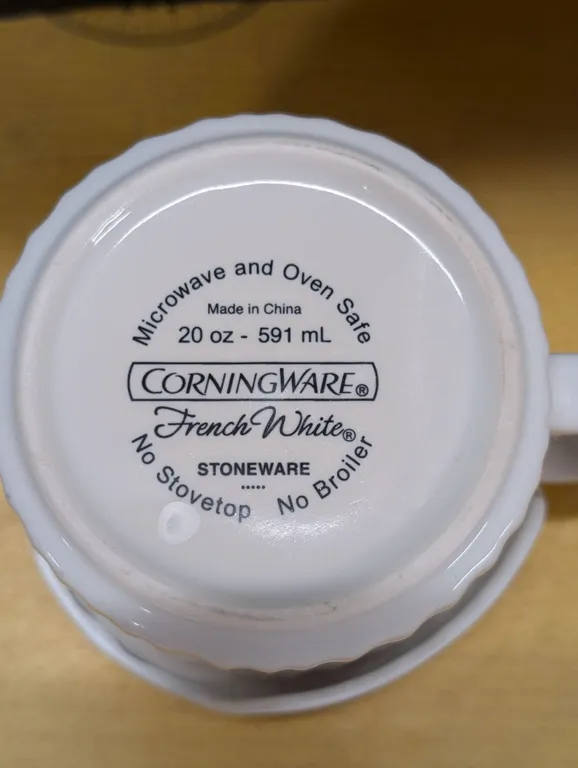 Microwave and Oven Safe
Made in China
20 oz - 591 mL
CORNINGWARE®
French White®
STONEWARE
No Stovetop No Broiler